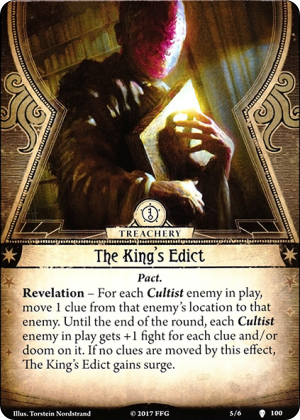 TREACHERY
The King's Edict
Pact.
Revelation – For each Cultist enemy in play,
move 1 clue from that enemy's location to that
enemy. Until the end of the round, each Cultist
enemy in play gets +1 fight for each clue and/or
doom on it. If no clues are moved by this effect,
The King's Edict gains surge.
Illus. Torstein Nordstrand
© 2017 FFG
5/6
100